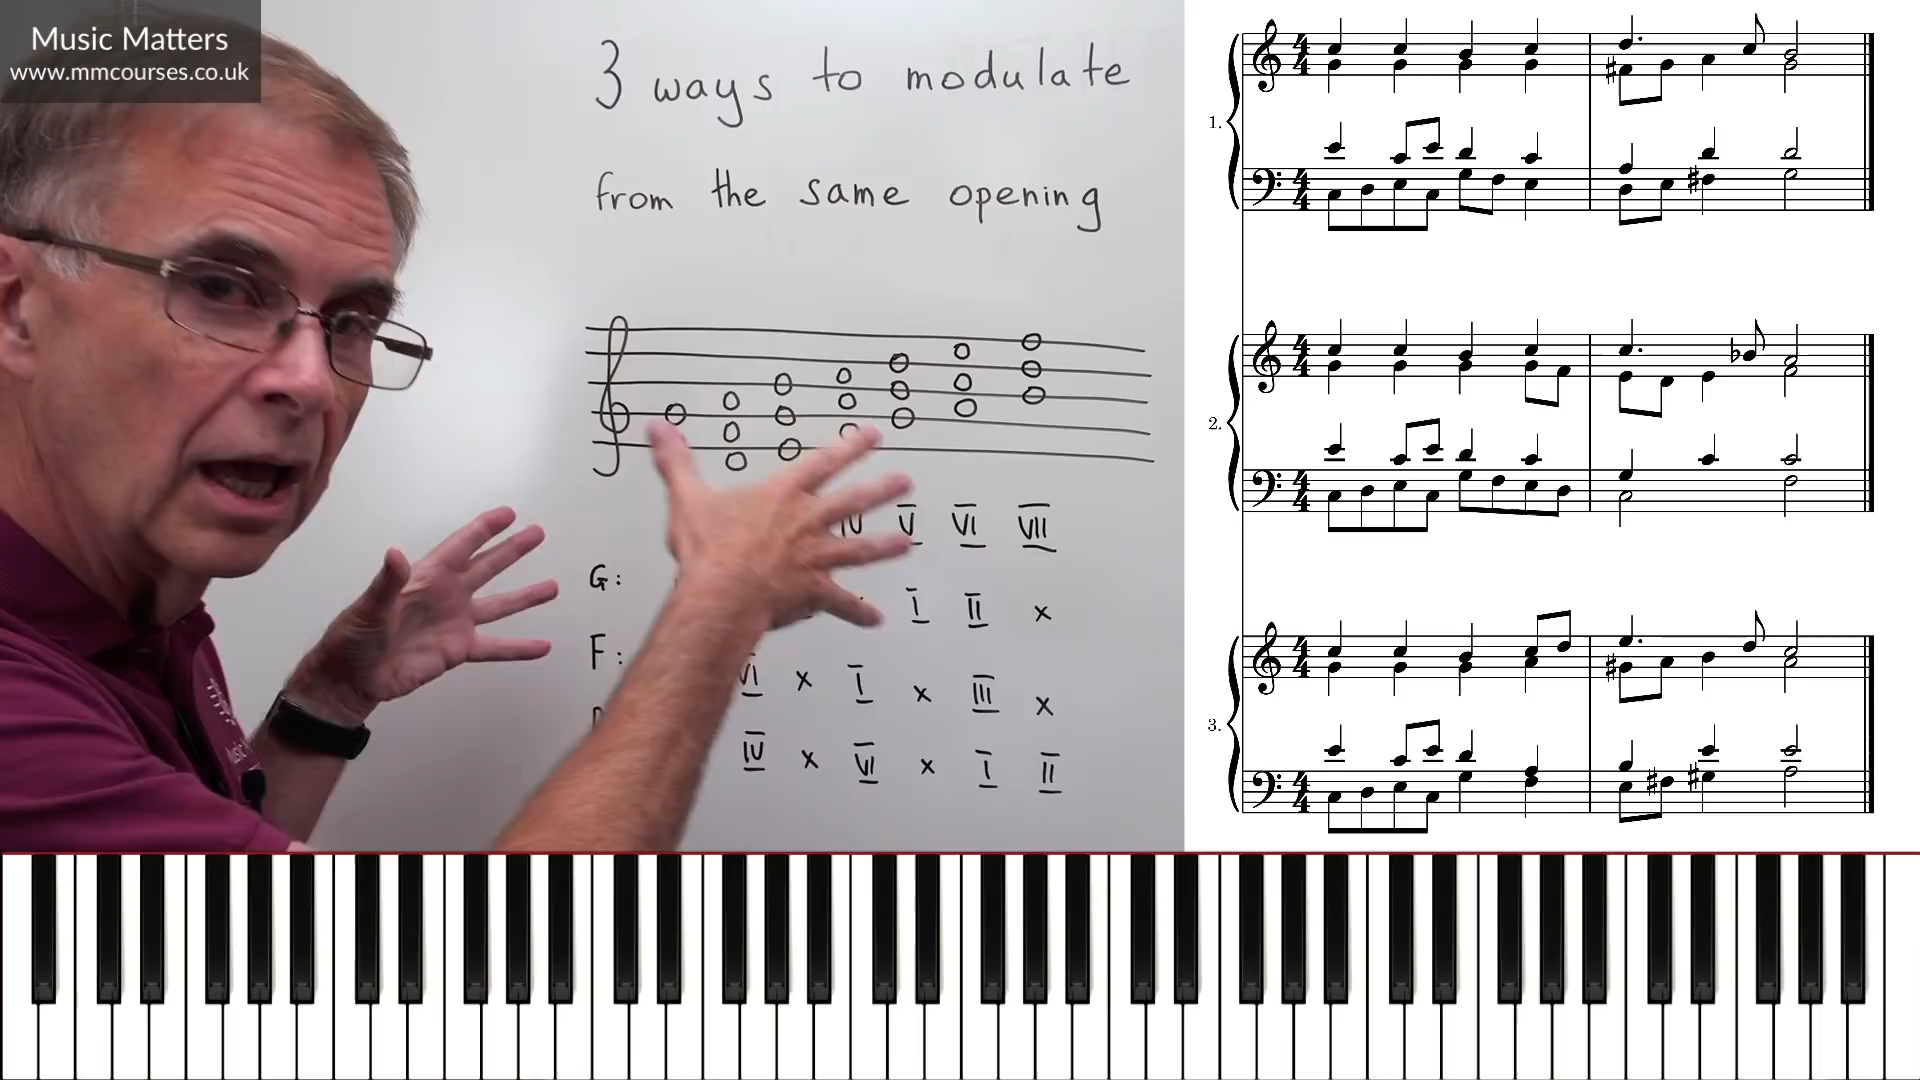 Music Matters
www.mmcourses.co.uk
3 ways to modulate
from the same opening
IV V VI VII
G:
I II x
F:
VI x I x III x
IV x VI x I II
1.
2.
3.